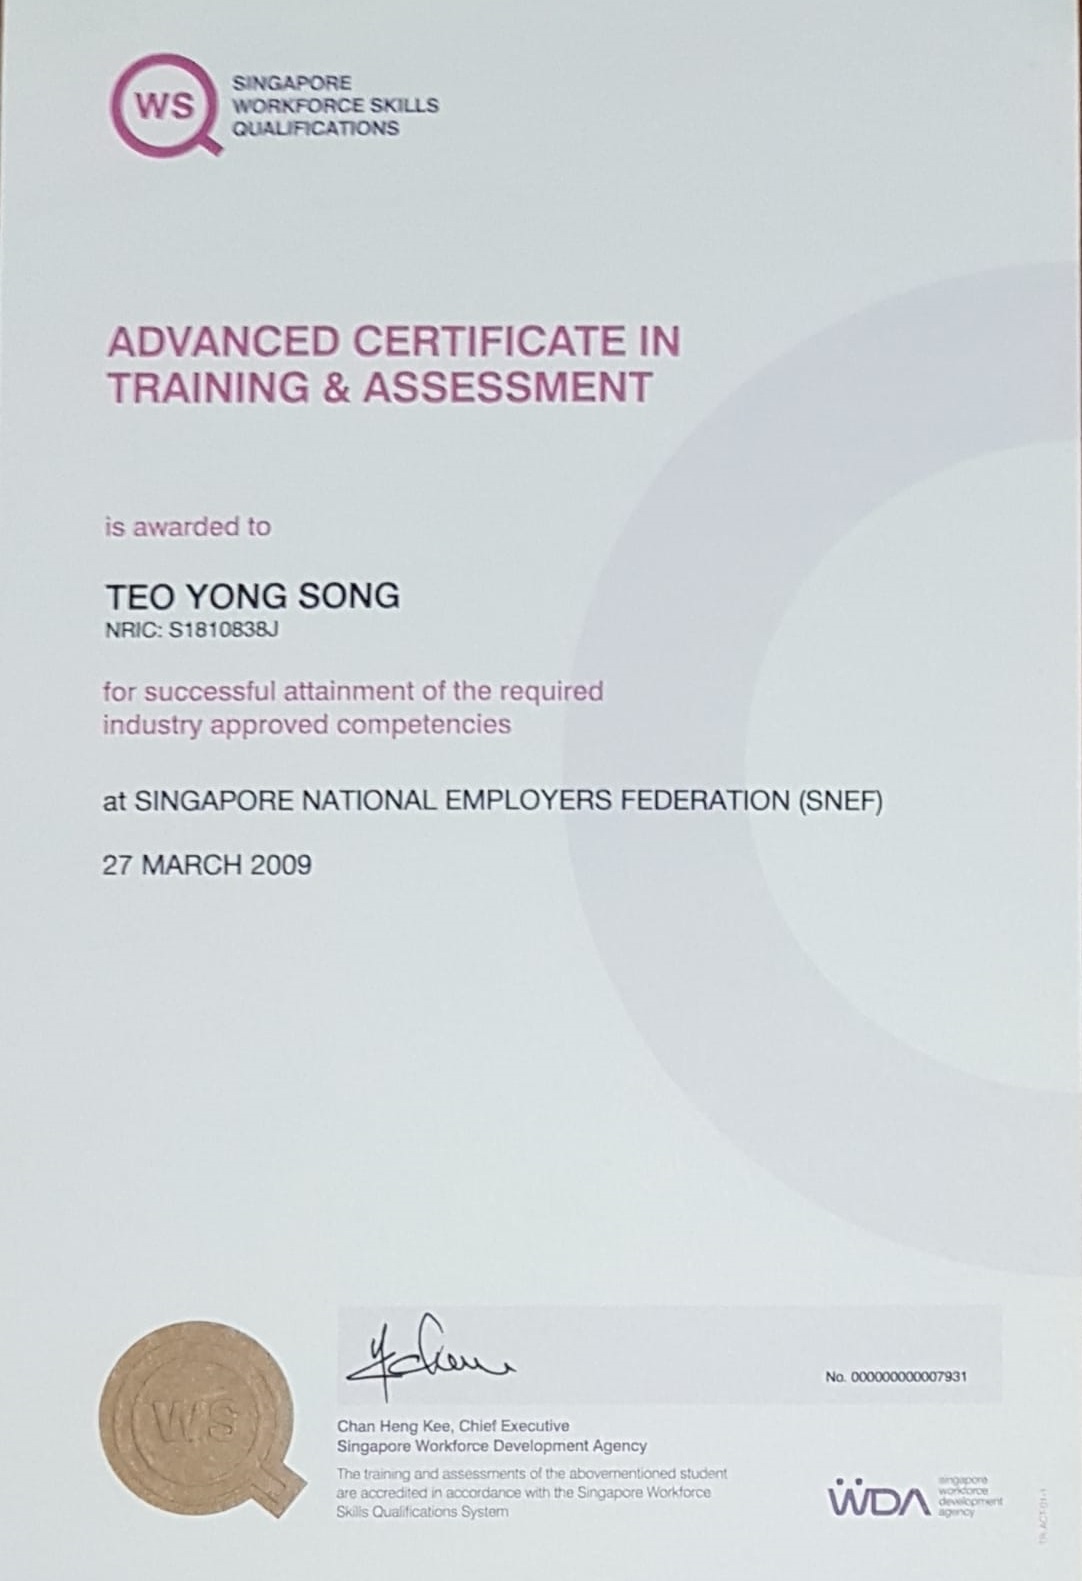 WS
SINGAPORE
WORKFORCE SKILLS
QUALIFICATIONS
ADVANCED CERTIFICATE IN
TRAINING & ASSESSMENT
is awarded to
TEO YONG SONG
NRIC: S1810838J
for successful attainment of the required
industry approved competencies
at SINGAPORE NATIONAL EMPLOYERS FEDERATION (SNEF)
27 MARCH 2009
WS
No. 000000000007931
Chan Heng Kee, Chief Executive
Singapore Workforce Development Agency
The training and assessments of the abovementioned student
are accredited in accordance with the Singapore Workforce
Skills Qualifications System
WDA
singapore
workforce
development
agency